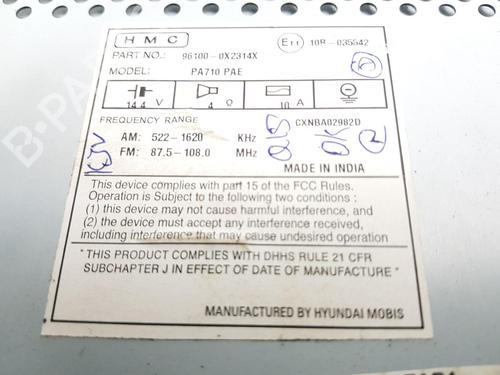 HMC
E11 10R-035542
PART NO.: 96100-0X2314X
MODEL: PA710 PAE
14.4 V 4 Ω 10 A
FREQUENCY RANGE CXNBA02982D
AM: 522-1620 KHz
FM: 87.5-108.0 MHz
OK
2
MADE IN INDIA
This device complies with part 15 of the FCC Rules.
Operation is Subject to the following two conditions :
(1) this device may not cause harmful interference, and
(2) the device must accept any interference received,
including interference that may cause undesired operation
" THIS PRODUCT COMPLIES WITH DHHS RULE 21 CFR
SUBCHAPTER J IN EFFECT OF DATE OF MANUFACTURE "
MANUFACTURED BY HYUNDAI MOBIS
B-PARTS